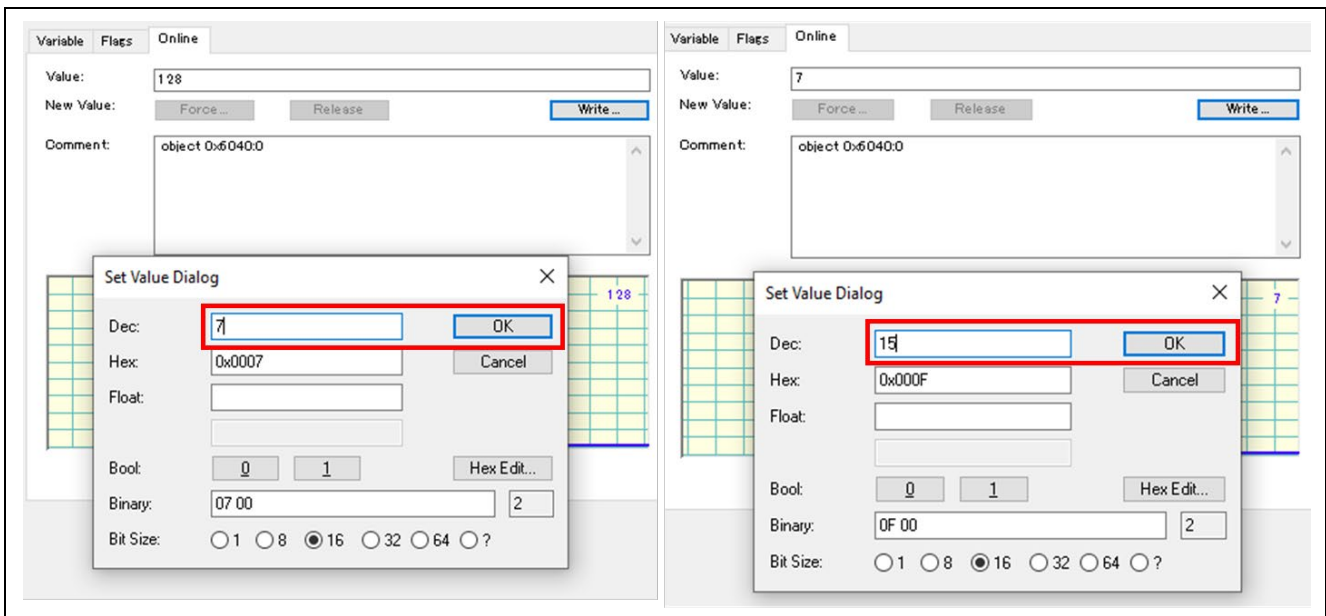 Variable Flags Online
Value: 128
New Value: Force... Release Write...
Comment: object 0x6040:0
128
Set Value Dialog
Dec: 7 OK
Hex: 0x0007 Cancel
Float:
Bool: 0 1 Hex Edit...
Binary: 07 00 2
Bit Size: 1 8 16 32 64 ?
Variable Flags Online
Value: 7
New Value: Force... Release Write...
Comment: object 0x6040:0
7
Set Value Dialog
Dec: 15 OK
Hex: 0x000F Cancel
Float:
Bool: 0 1 Hex Edit...
Binary: 0F 00 2
Bit Size: 1 8 16 32 64 ?